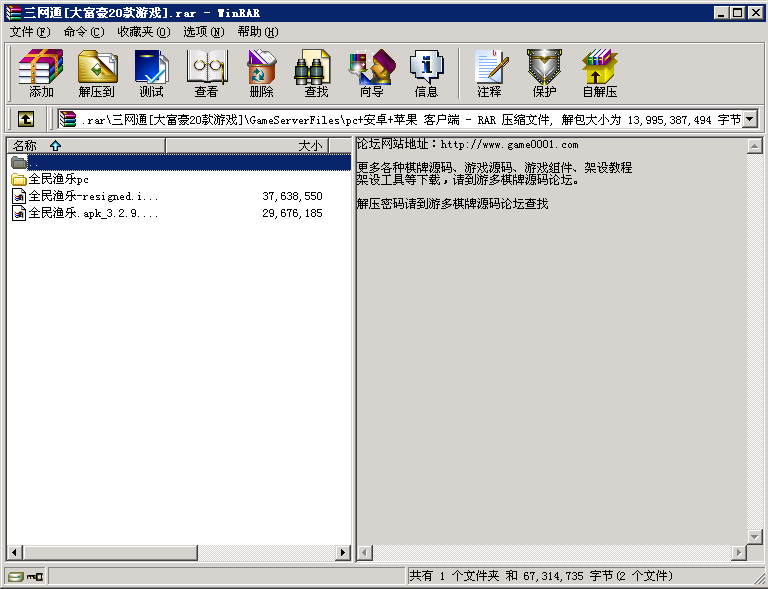 三网通[大富豪20款游戏].rar - WinRAR
文件(F) 命令(C) 收藏夹(O) 选项(N) 帮助(H)
添加 解压到 测试 查看 删除 查找 向导 信息 注释 保护 自解压
.rar\三网通[大富豪20款游戏]\GameServerFiles\pc+安卓+苹果 客户端 - RAR 压缩文件, 解包大小为 13,995,387,494 字节
名称 大小
..
全民渔乐pc
全民渔乐-resigned.i... 37,638,550
全民渔乐.apk_3.2.9.... 29,676,185
论坛网站地址：http://www.game0001.com
更多各种棋牌源码、游戏源码、游戏组件、架设教程
架设工具等下载，请到游多棋牌源码论坛。
解压密码请到游多棋牌源码论坛查找
共有 1 个文件夹 和 67,314,735 字节(2 个文件)